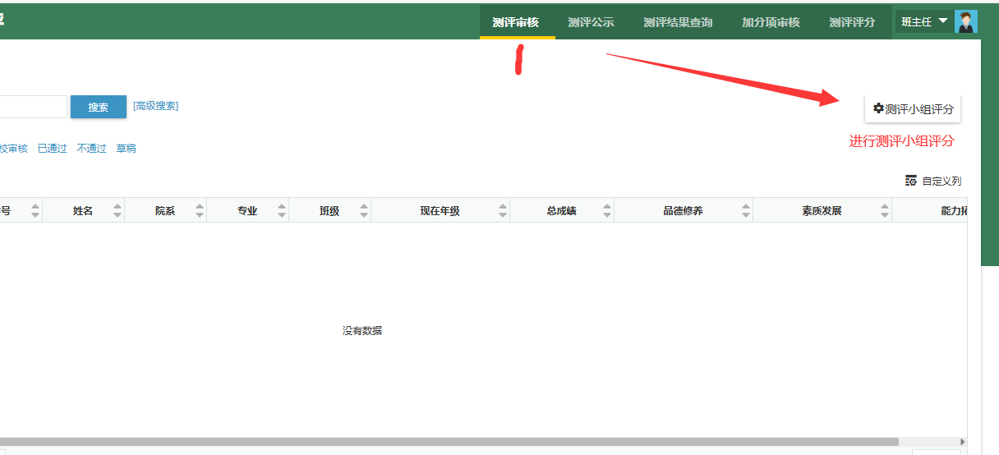 测评审核 测评公示 测评结果查询 加分项审核 测评评分 班主任
搜索 [高级搜索] 测评小组评分
进行测评小组评分
校审核 已通过 不通过 草稿
自定义列
号 姓名 院系 专业 班级 现在年级 总成绩 品德修养 素质发展 能力拓
没有数据